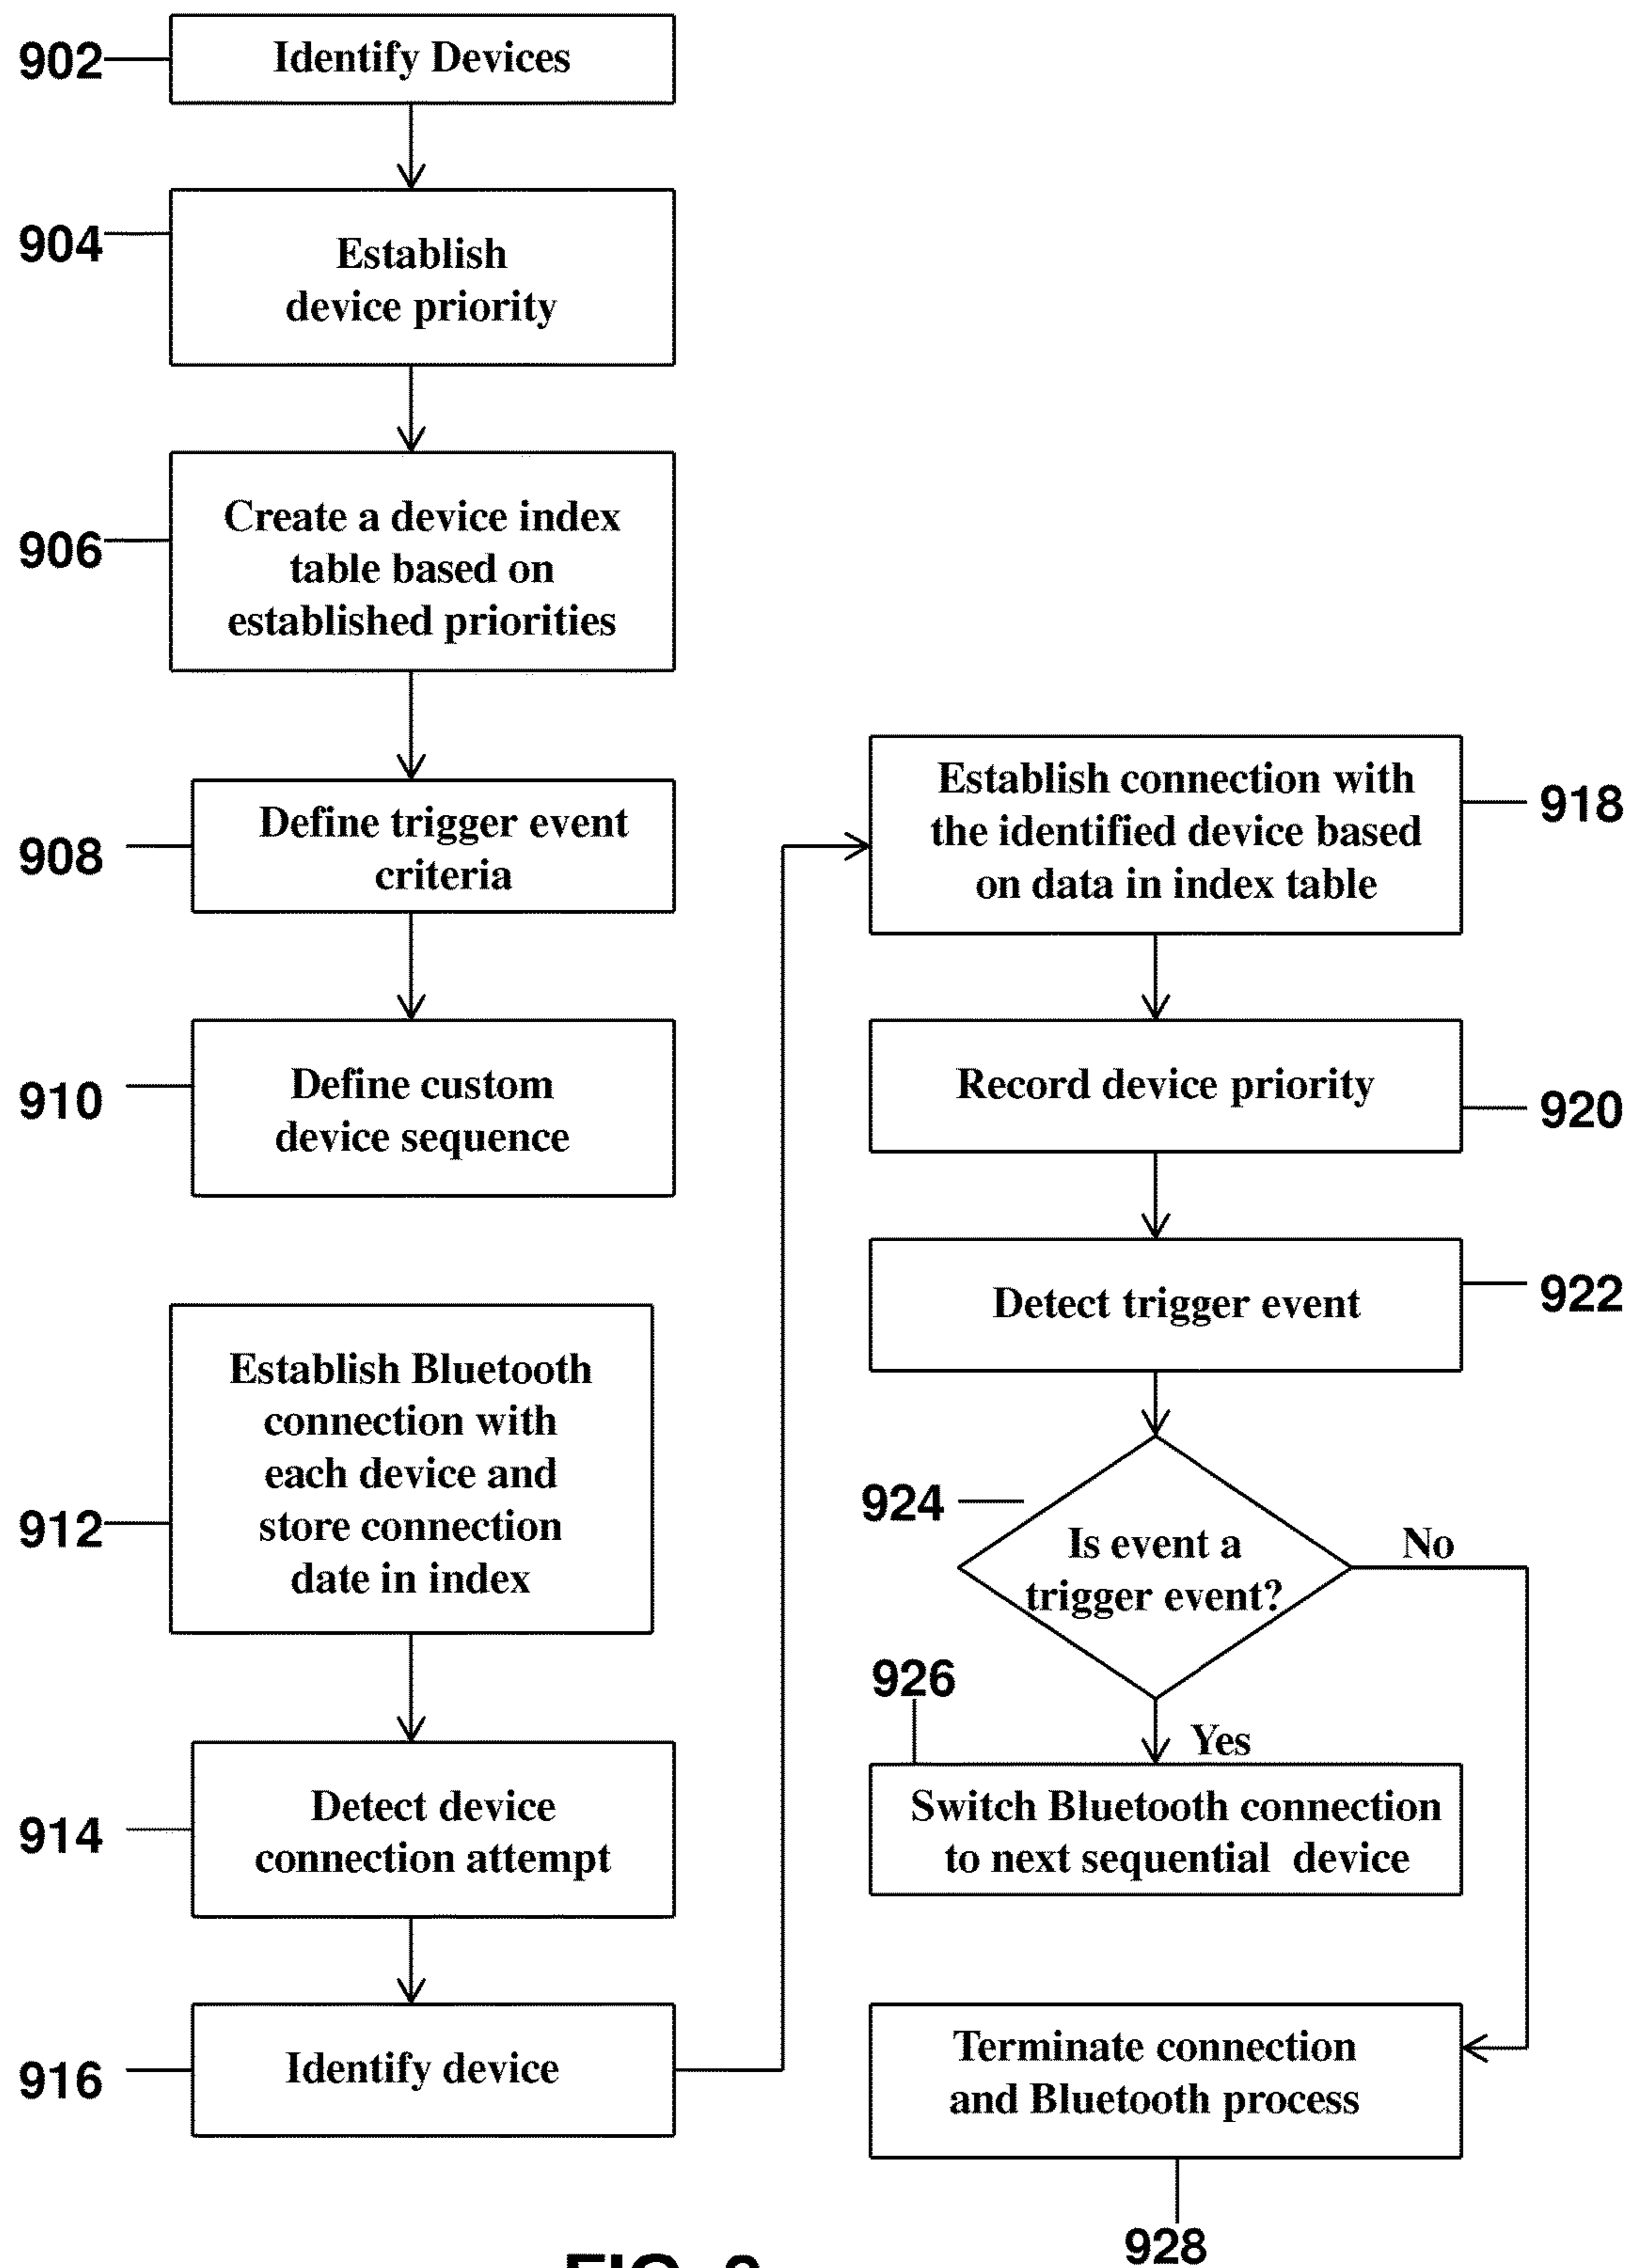 902
Identify Devices
904
Establish
device priority
906
Create a device index
table based on
established priorities
908
Define trigger event
criteria
910
Define custom
device sequence
912
Establish Bluetooth
connection with
each device and
store connection
date in index
914
Detect device
connection attempt
916
Identify device
918
Establish connection with
the identified device based
on data in index table
920
Record device priority
922
Detect trigger event
924
Is event a
trigger event?
No
926
Yes
Switch Bluetooth connection
to next sequential device
Terminate connection
and Bluetooth process
928
FIG.